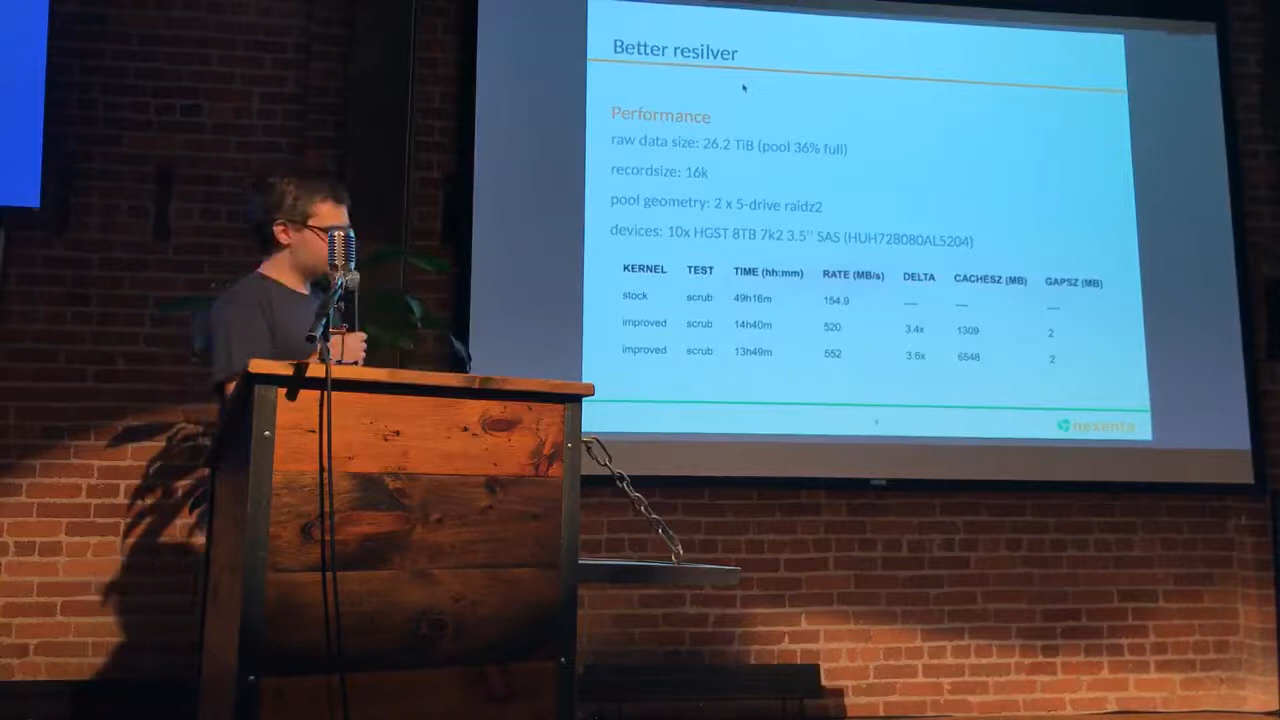 Better resilver
Performance
raw data size: 26.2 TiB (pool 36% full)
recordsize: 16k
pool geometry: 2 x 5-drive raidz2
devices: 10x HGST 8TB 7k2 3.5'' SAS (HUH728080AL5204)
KERNEL TEST TIME (hh:mm) RATE (MB/s) DELTA CACHESZ (MB) GAPSZ (MB)
stock scrub 49h16m 154.9 — — —
improved scrub 14h40m 520 3.4x 1309 2
improved scrub 13h49m 552 3.6x 6548 2
nexenta